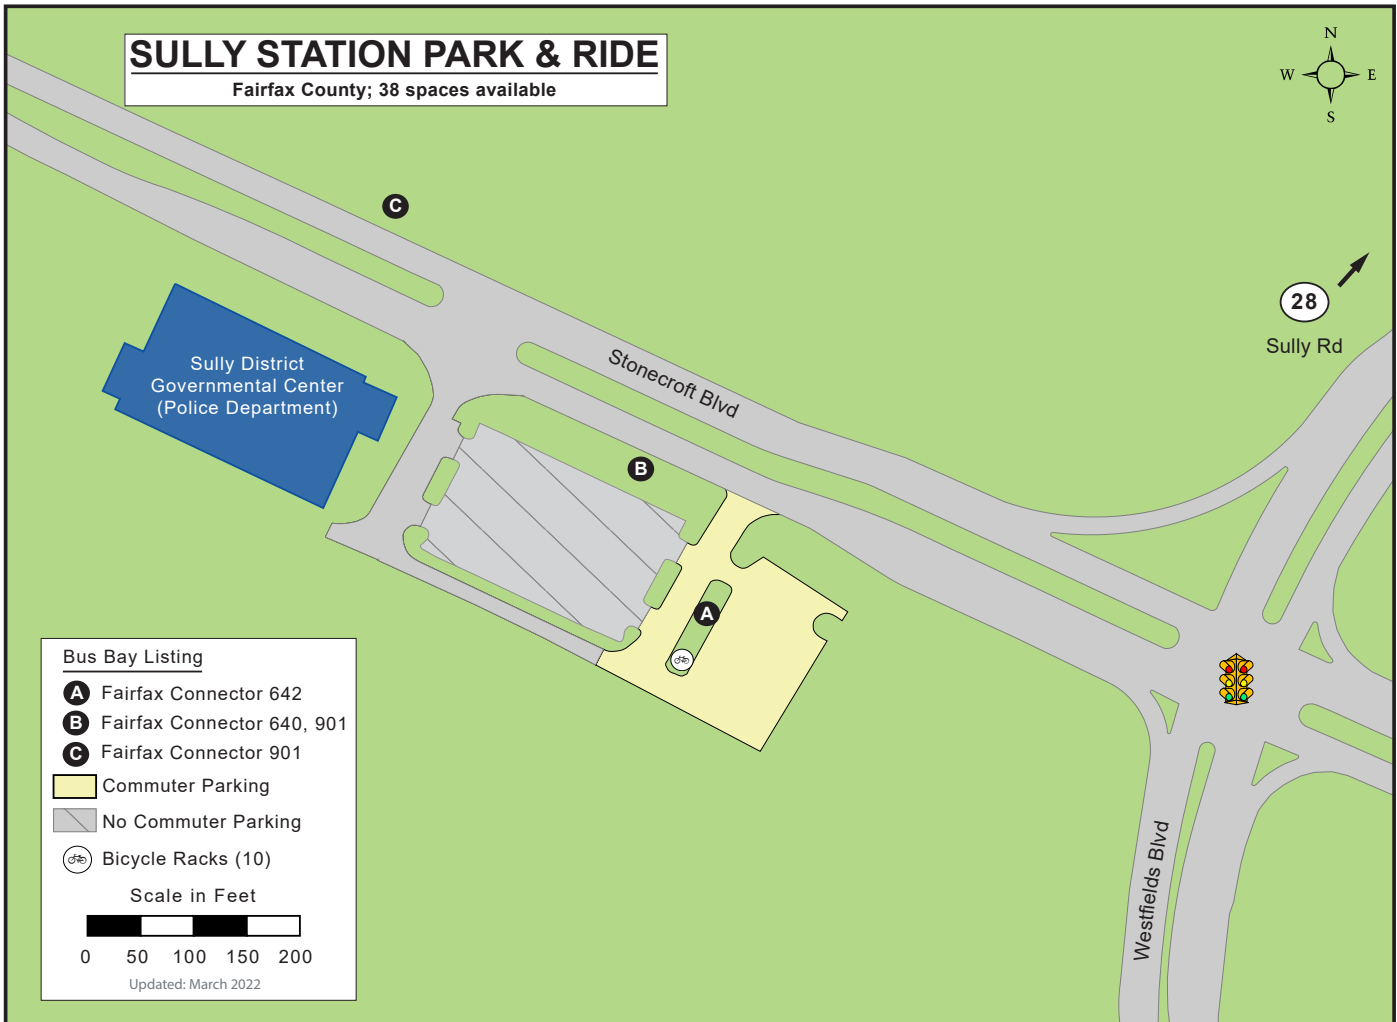 SULLY STATION PARK & RIDE
Fairfax County; 38 spaces available
N
W
E
S
C
28
Sully Rd
Stonecroft Blvd
Sully District
Governmental Center
(Police Department)
B
A
Bus Bay Listing
A Fairfax Connector 642
B Fairfax Connector 640, 901
C Fairfax Connector 901
Commuter Parking
No Commuter Parking
Bicycle Racks (10)
Scale in Feet
0 50 100 150 200
Updated: March 2022
Westfields Blvd